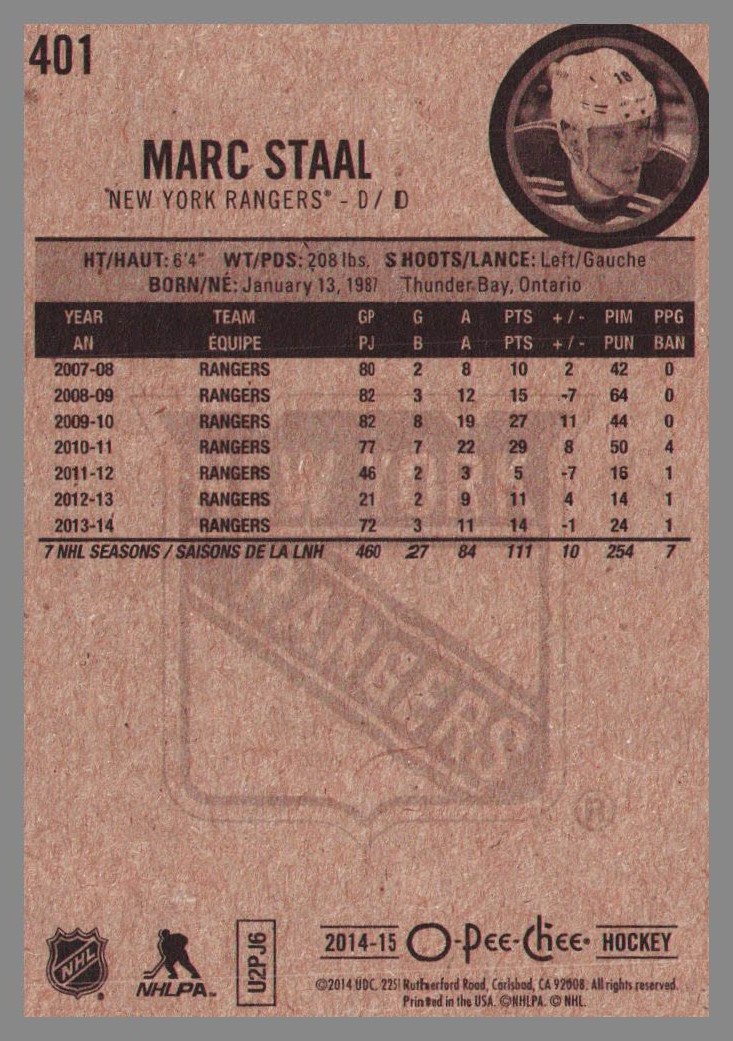 401
18
MARC STAAL
NEW YORK RANGERS® - D / D
HT/HAUT: 6'4" WT/PDS: 208 lbs. SHOOTS/LANCE: Left/Gauche
BORN/NÉ: January 13, 1987 Thunder Bay, Ontario
YEAR TEAM GP G A PTS + / - PIM PPG
AN ÉQUIPE PJ B A PTS + / - PUN BAN
2007-08 RANGERS 80 2 8 10 2 42 0
2008-09 RANGERS 82 3 12 15 -7 64 0
2009-10 RANGERS 82 8 19 27 11 44 0
2010-11 RANGERS 77 7 22 29 8 50 4
2011-12 RANGERS 46 2 3 5 -7 16 1
2012-13 RANGERS 21 2 9 11 4 14 1
2013-14 RANGERS 72 3 11 14 -1 24 1
7 NHL SEASONS / SAISONS DE LA LNH 460 27 84 111 10 254 7
NEW YORK
RANGERS
®
NHL
NHLPA™
U2PJ6
2014-15 O-Pee-Chee® HOCKEY
©2014 UDC. 2251 Rutherford Road, Carlsbad, CA 92008. All rights reserved.
Printed in the USA. ©NHLPA. © NHL.